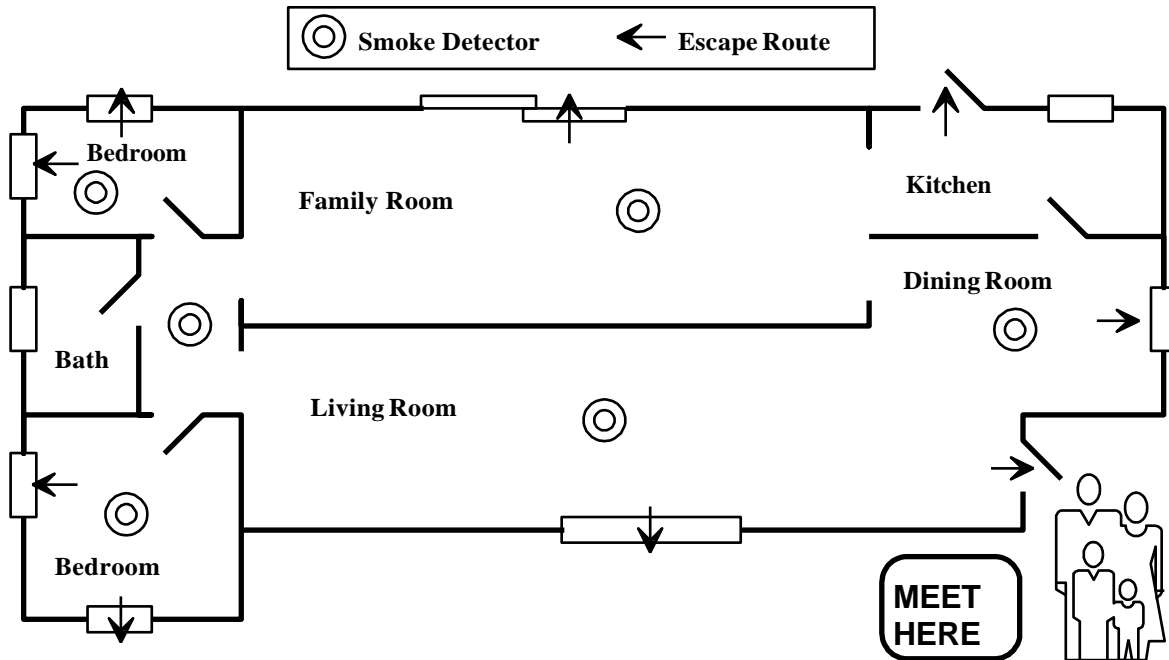 Smoke Detector
Escape Route
Bedroom
Family Room
Kitchen
Dining Room
Bath
Living Room
Bedroom
MEET
HERE